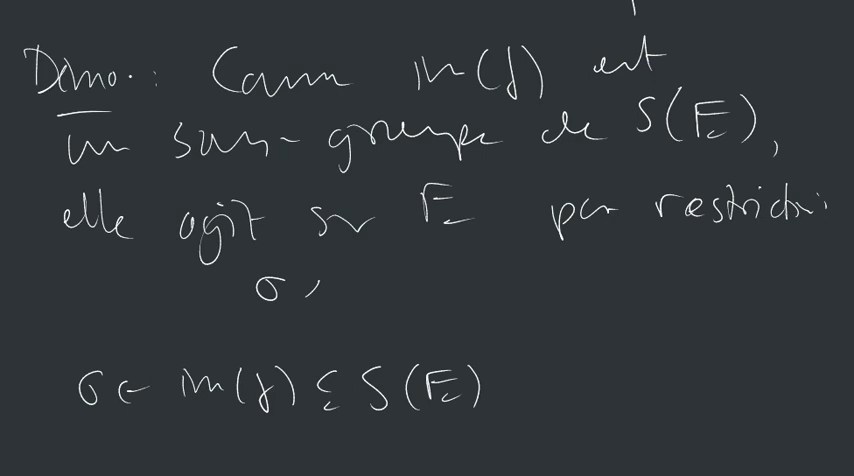 Démo. : Comme im(f) est
un sous-groupe de S(E),
elle agit sur E par restriction
σ,
σ ∈ im(f) ≤ S(E)